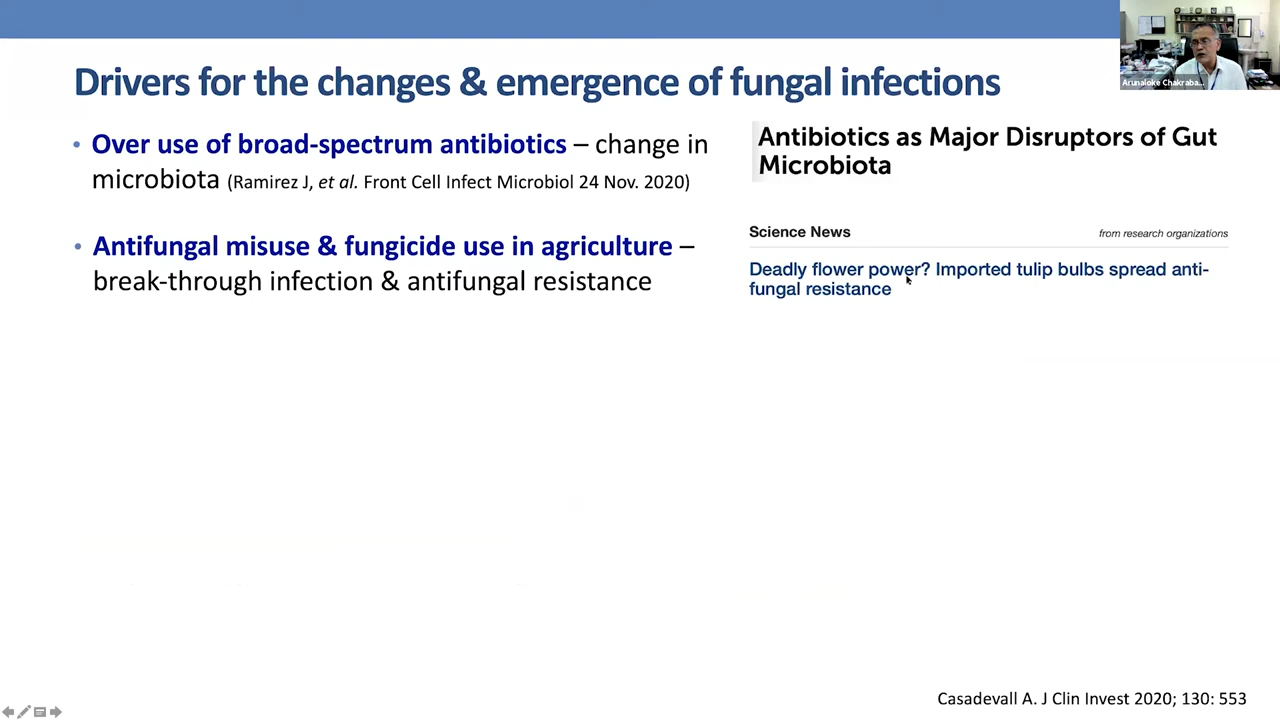 Arunaloke Chakraba...
Drivers for the changes & emergence of fungal infections
• Over use of broad-spectrum antibiotics – change in
microbiota (Ramirez J, et al. Front Cell Infect Microbiol 24 Nov. 2020)
• Antifungal misuse & fungicide use in agriculture –
break-through infection & antifungal resistance
Antibiotics as Major Disruptors of Gut
Microbiota
Science News
from research organizations
Deadly flower power? Imported tulip bulbs spread anti-
fungal resistance
Casadevall A. J Clin Invest 2020; 130: 553